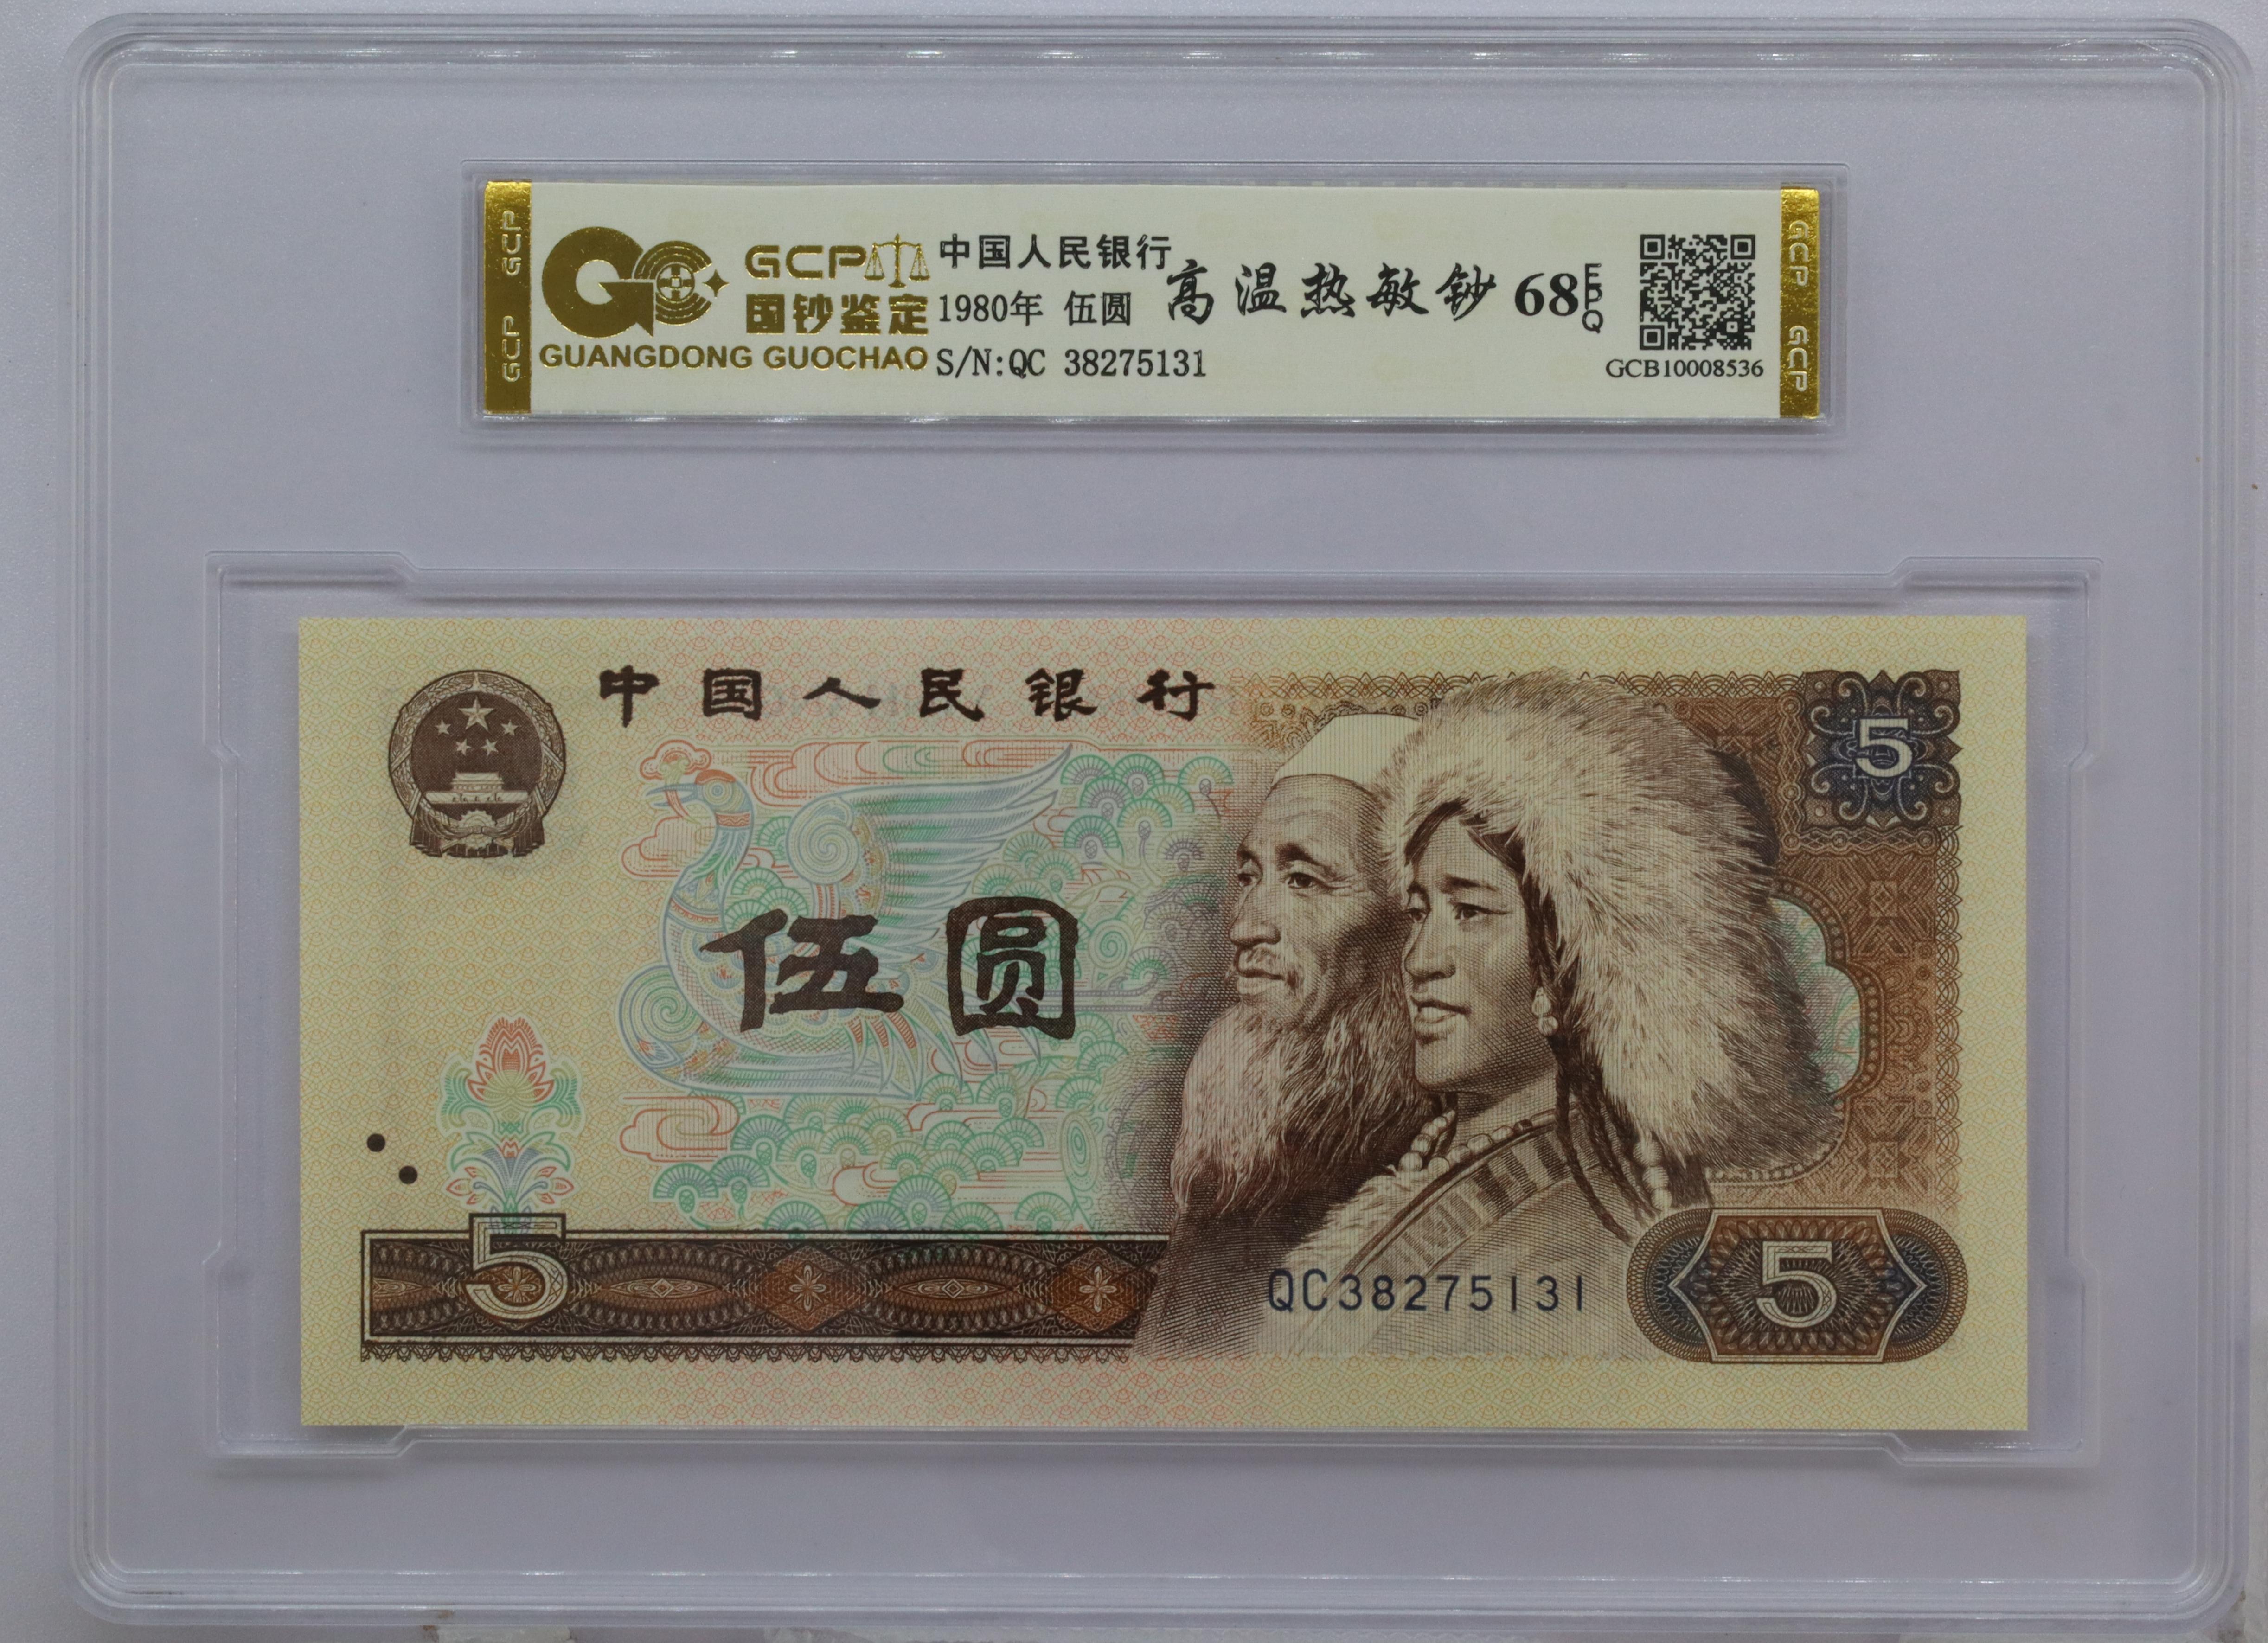 GCP GCP
GCP
国钞鉴定
GUANGDONG GUOCHAO
中国人民银行
1980年 伍圆
S/N:QC 38275131
高温热敏钞
68
EPQ
GCB10008536
GCP GCP
中国人民银行
5
伍圆
5
QC38275131
5